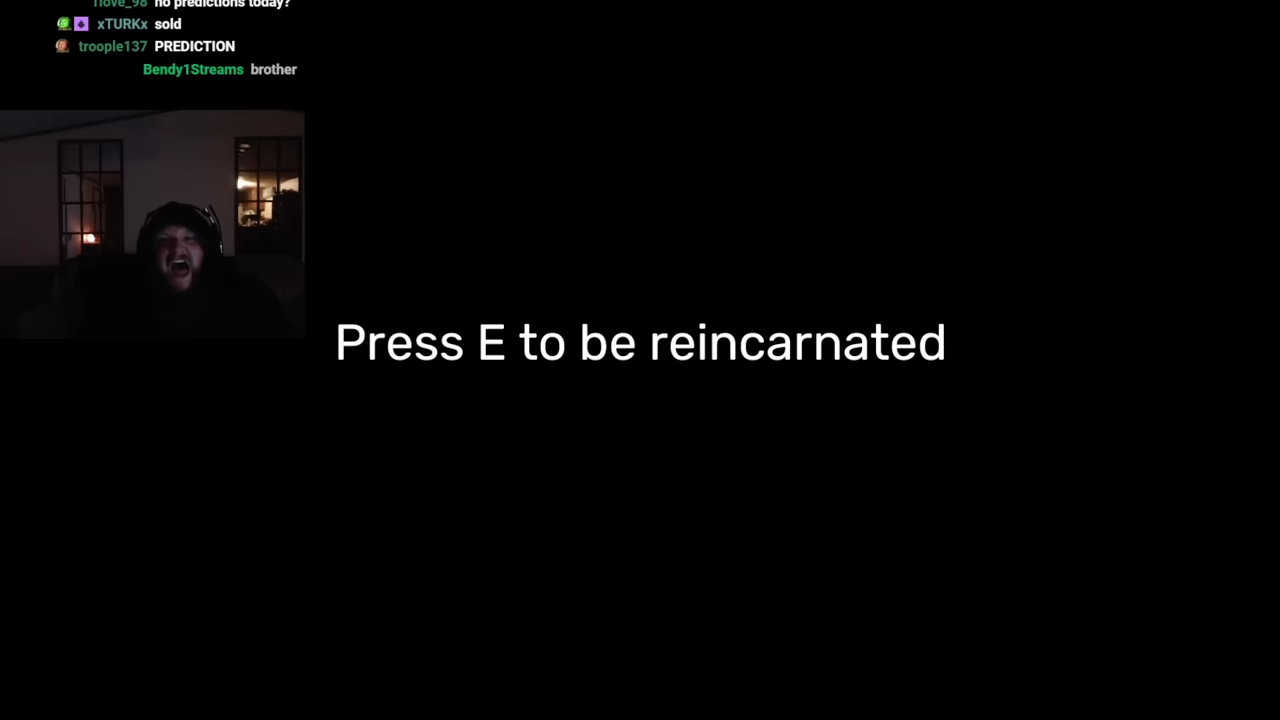 no predictions today?
xTURKx sold
troople137 PREDICTION
Bendy1Streams brother
Press E to be reincarnated